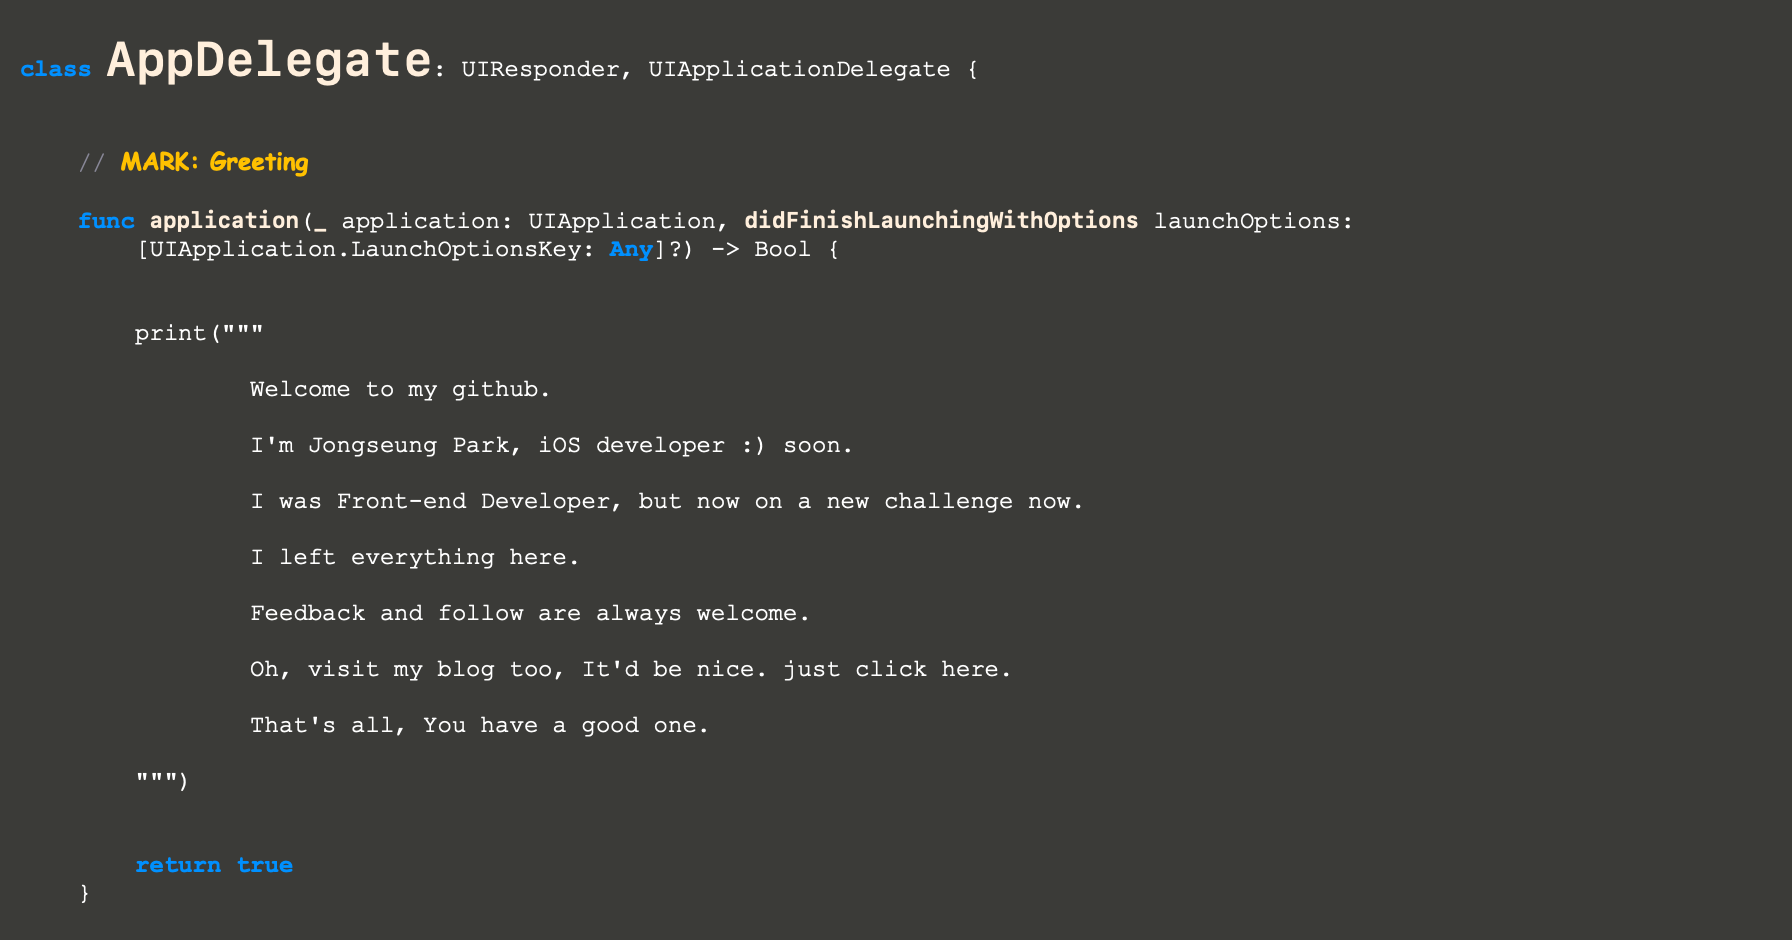 class AppDelegate: UIResponder, UIApplicationDelegate {
// MARK: Greeting
func application(_ application: UIApplication, didFinishLaunchingWithOptions launchOptions:
[UIApplication.LaunchOptionsKey: Any]?) -> Bool {
print("""
Welcome to my github.
I'm Jongseung Park, iOS developer :) soon.
I was Front-end Developer, but now on a new challenge now.
I left everything here.
Feedback and follow are always welcome.
Oh, visit my blog too, It'd be nice. just click here.
That's all, You have a good one.
""")
return true
}